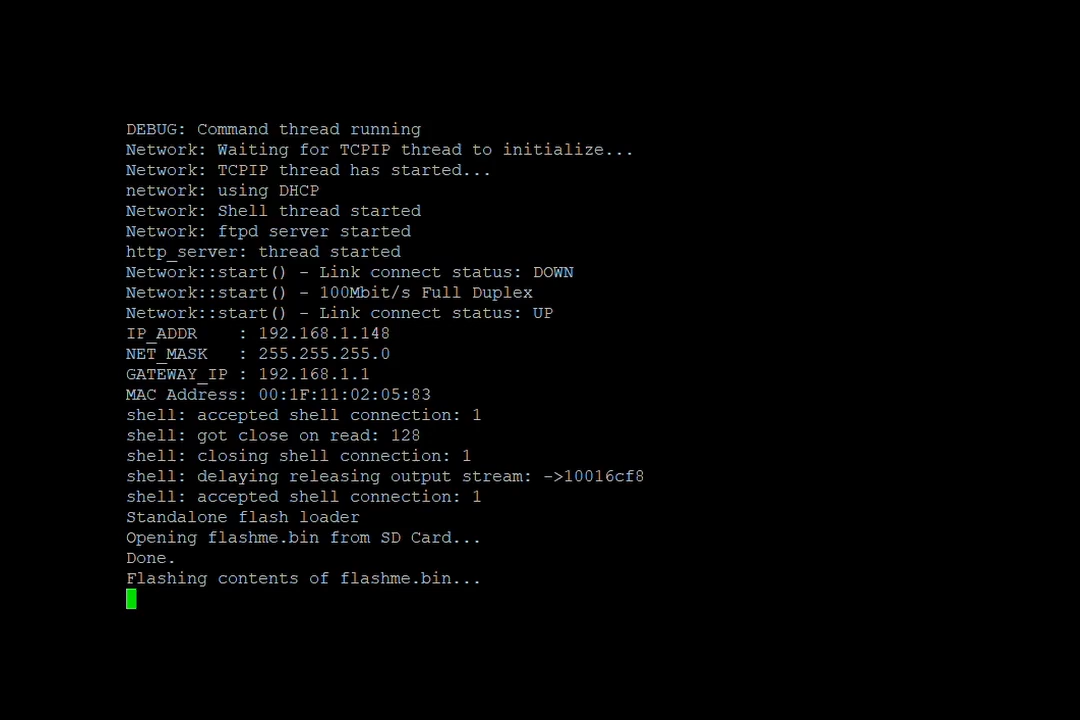 DEBUG: Command thread running
Network: Waiting for TCPIP thread to initialize...
Network: TCPIP thread has started...
network: using DHCP
Network: Shell thread started
Network: ftpd server started
http_server: thread started
Network::start() - Link connect status: DOWN
Network::start() - 100Mbit/s Full Duplex
Network::start() - Link connect status: UP
IP_ADDR    : 192.168.1.148
NET_MASK   : 255.255.255.0
GATEWAY_IP : 192.168.1.1
MAC Address: 00:1F:11:02:05:83
shell: accepted shell connection: 1
shell: got close on read: 128
shell: closing shell connection: 1
shell: delaying releasing output stream: ->10016cf8
shell: accepted shell connection: 1
Standalone flash loader
Opening flashme.bin from SD Card...
Done.
Flashing contents of flashme.bin...